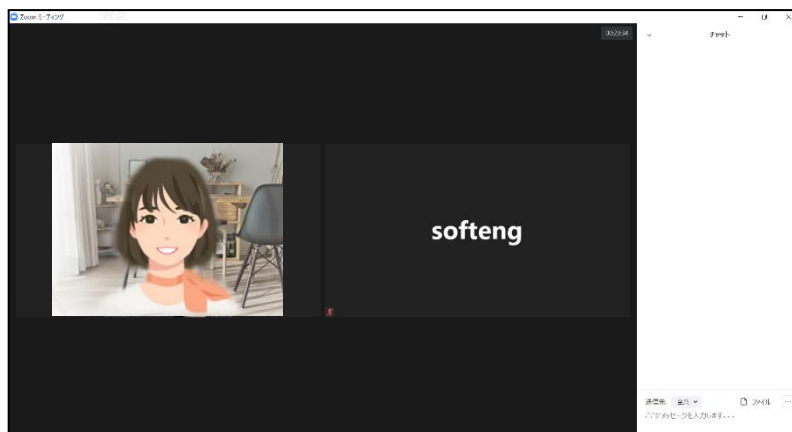 Zoom ミーティング
00:23:34
チャット
softeng
送信先: 全員
ファイル
ここにメッセージを入力します...